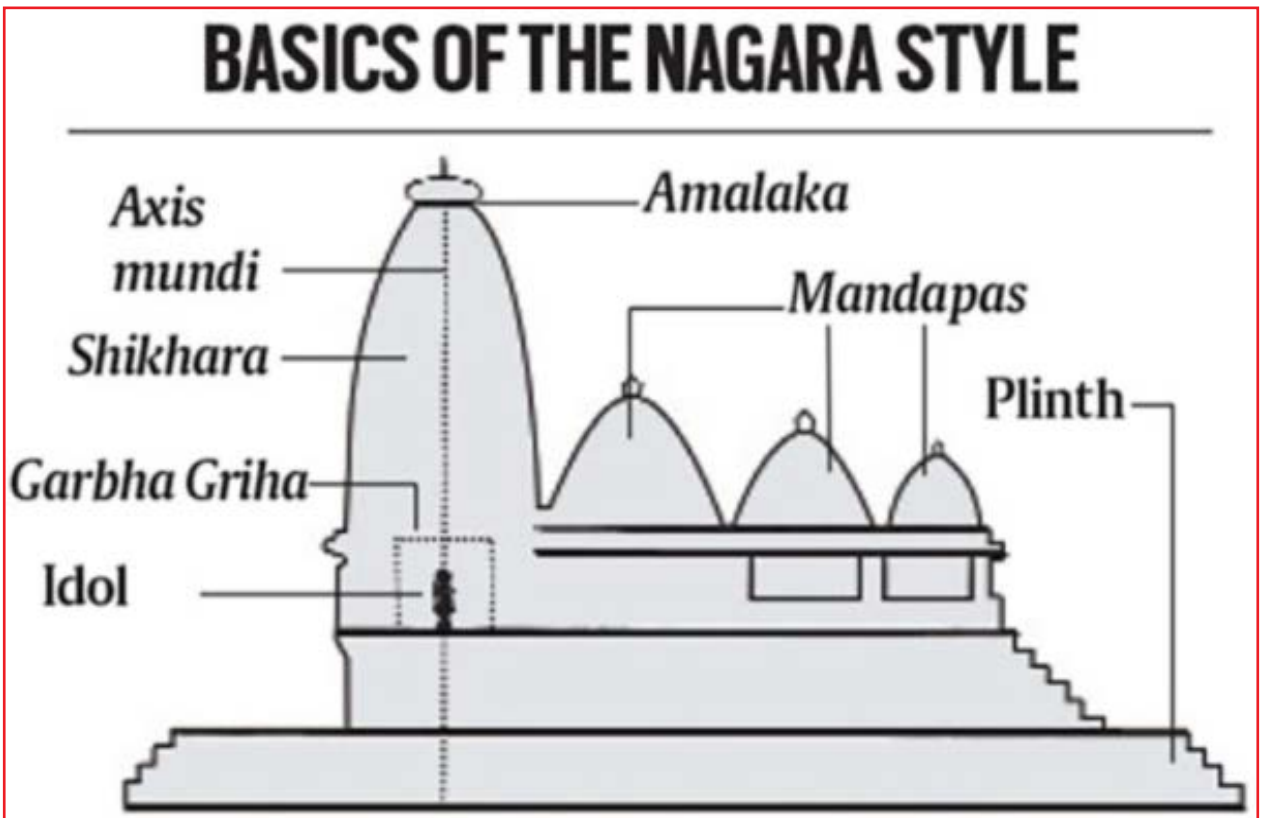 BASICS OF THE NAGARA STYLE
Axis
mundi
Amalaka
Mandapas
Shikhara
Plinth
Garbha Griha
Idol